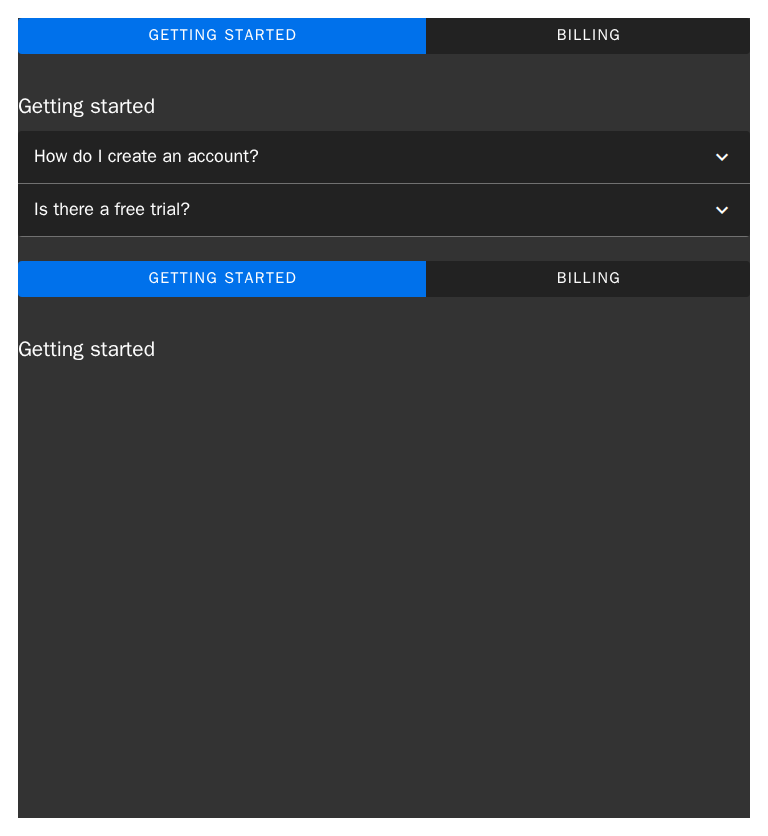 GETTING STARTED BILLING
Getting started
How do I create an account?
Is there a free trial?
GETTING STARTED BILLING
Getting started